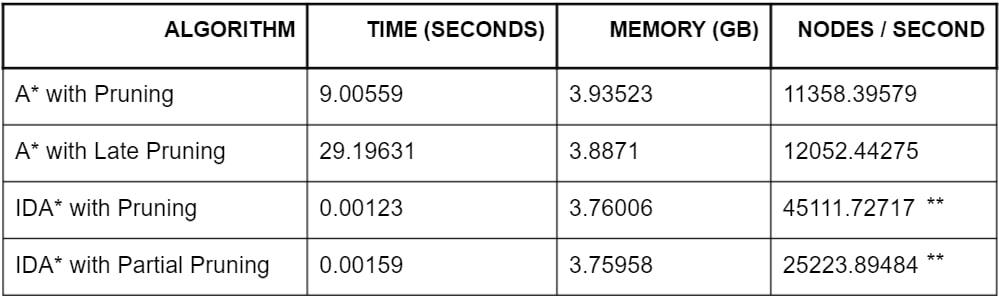 ALGORITHM TIME (SECONDS) MEMORY (GB) NODES / SECOND
A* with Pruning 9.00559 3.93523 11358.39579
A* with Late Pruning 29.19631 3.8871 12052.44275
IDA* with Pruning 0.00123 3.76006 45111.72717 **
IDA* with Partial Pruning 0.00159 3.75958 25223.89484 **